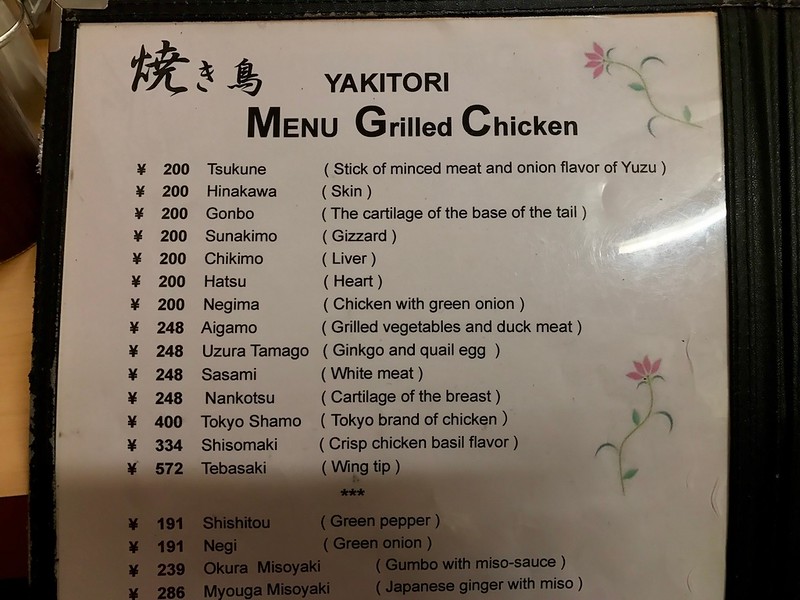 焼き鳥 YAKITORI
MENU Grilled Chicken
¥ 200 Tsukune ( Stick of minced meat and onion flavor of Yuzu )
¥ 200 Hinakawa ( Skin )
¥ 200 Gonbo ( The cartilage of the base of the tail )
¥ 200 Sunakimo ( Gizzard )
¥ 200 Chikimo ( Liver )
¥ 200 Hatsu ( Heart )
¥ 200 Negima ( Chicken with green onion )
¥ 248 Aigamo ( Grilled vegetables and duck meat )
¥ 248 Uzura Tamago ( Ginkgo and quail egg )
¥ 248 Sasami ( White meat )
¥ 248 Nankotsu ( Cartilage of the breast )
¥ 400 Tokyo Shamo ( Tokyo brand of chicken )
¥ 334 Shisomaki ( Crisp chicken basil flavor )
¥ 572 Tebasaki ( Wing tip )
***
¥ 191 Shishitou ( Green pepper )
¥ 191 Negi ( Green onion )
¥ 239 Okura Misoyaki ( Gumbo with miso-sauce )
¥ 286 Myouga Misoyaki ( Japanese ginger with miso )